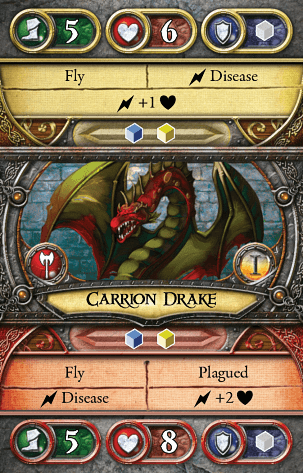 5 6
Fly Disease
+1
CARRION DRAKE
Fly Plagued
Disease +2
5 8